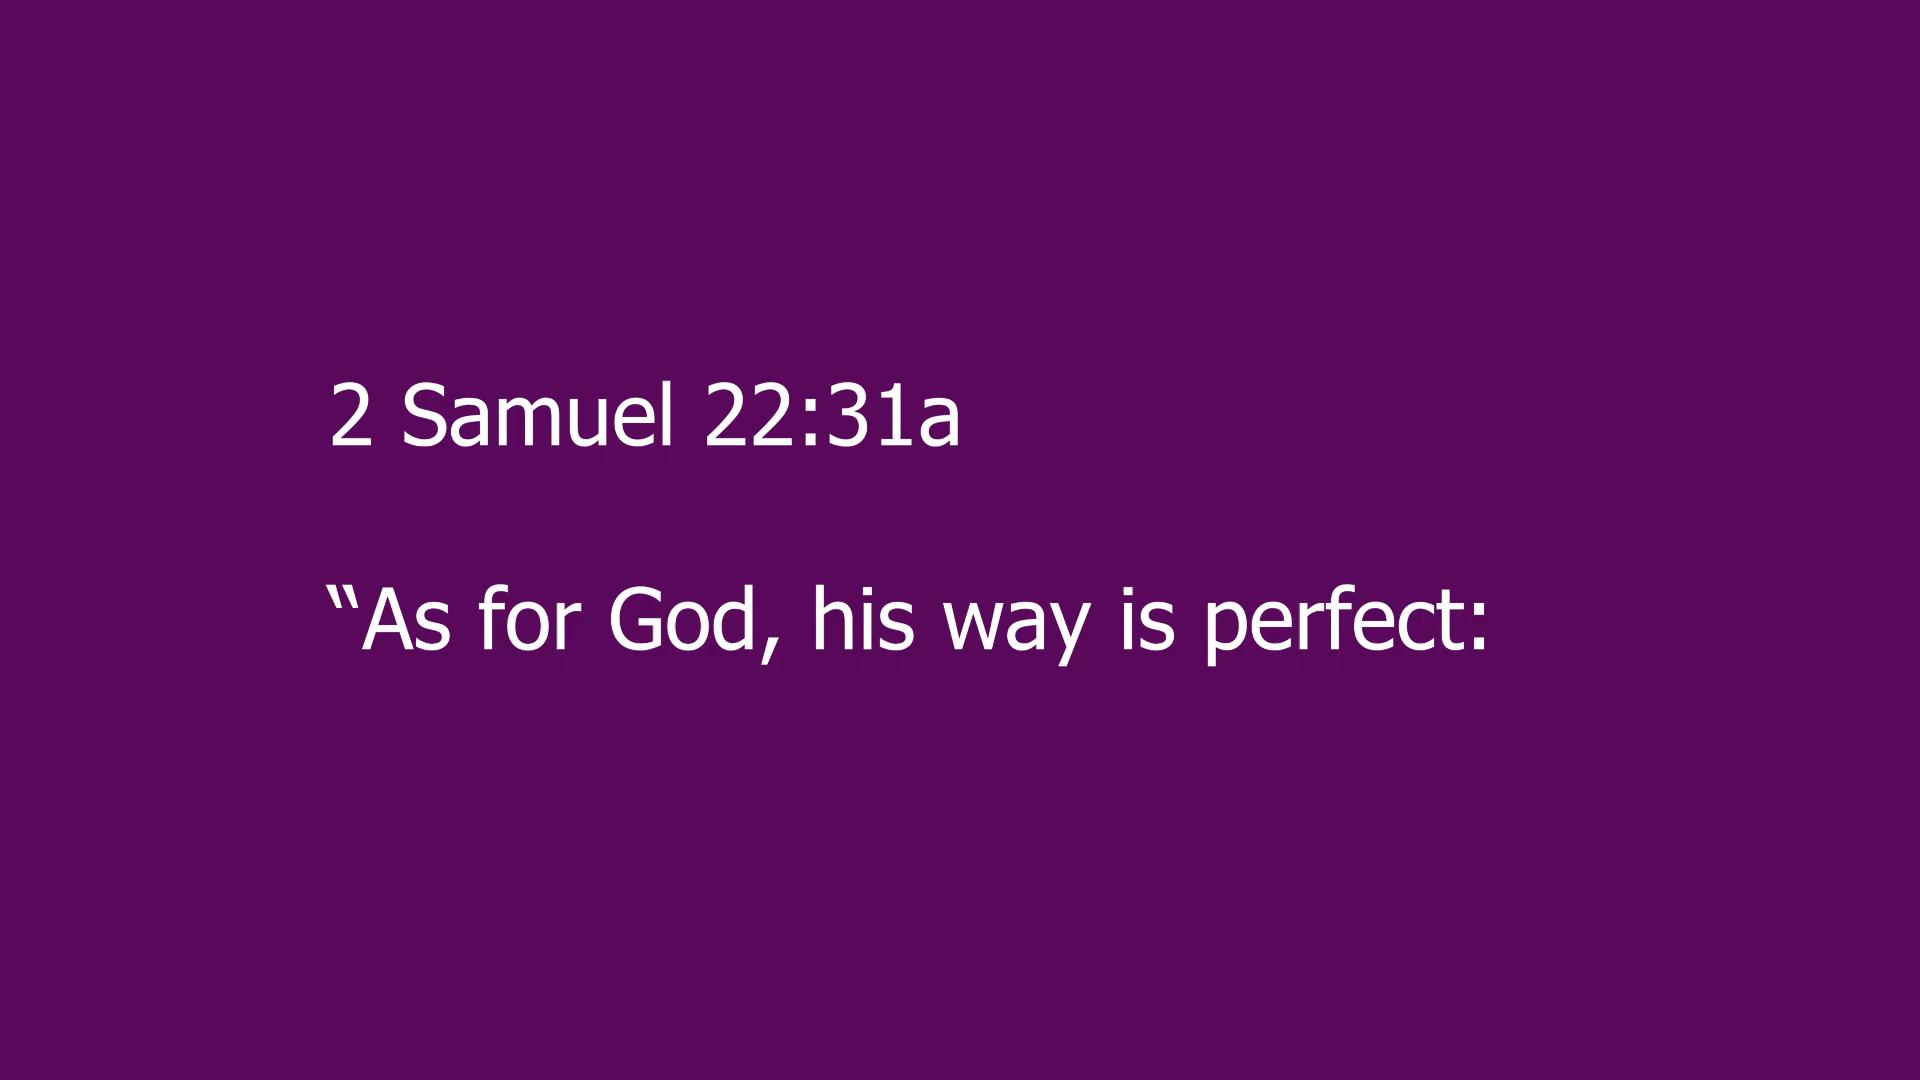 2 Samuel 22:31a
“As for God, his way is perfect: